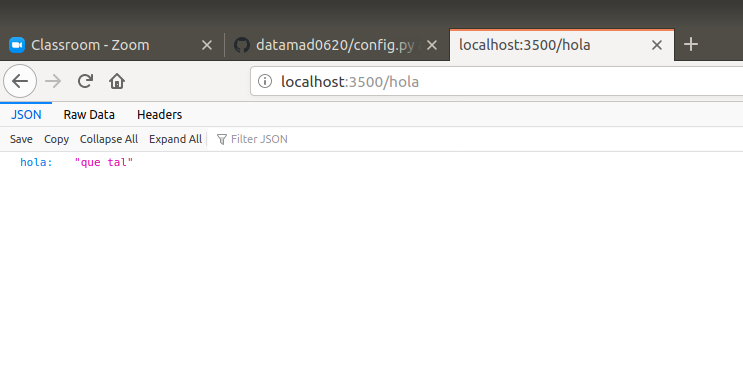 Classroom - Zoom
datamad0620/config.py
localhost:3500/hola
localhost:3500/hola
JSON Raw Data Headers
Save Copy Collapse All Expand All Filter JSON
hola: "que tal"